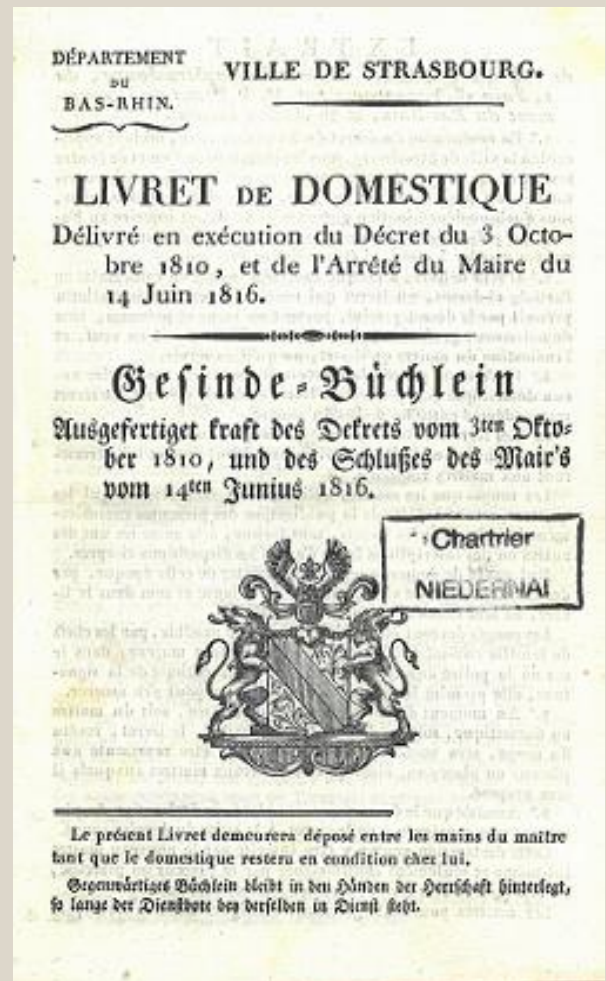 DÉPARTEMENT
DU
BAS-RHIN.
VILLE DE STRASBOURG.
LIVRET DE DOMESTIQUE
Délivré en exécution du Décret du 3 Octo-
bre 1810, et de l'Arrêté du Maire du
14 Juin 1816.
Gesinde-Büchlein
Ausgefertiget kraft des Dekrets vom 3ten Okto-
ber 1810, und des Schlußes des Mair's
vom 14ten Junius 1816.
Chartrier
NIEDERNAI
Le présent Livret demeurera déposé entre les mains du maître
tant que le domestique restera en condition chez lui.
Gegenwärtiges Büchlein bleibt in den Händen der Herrschaft hinterlegt,
so lange der Dienstbote bey derselben in Dienst steht.